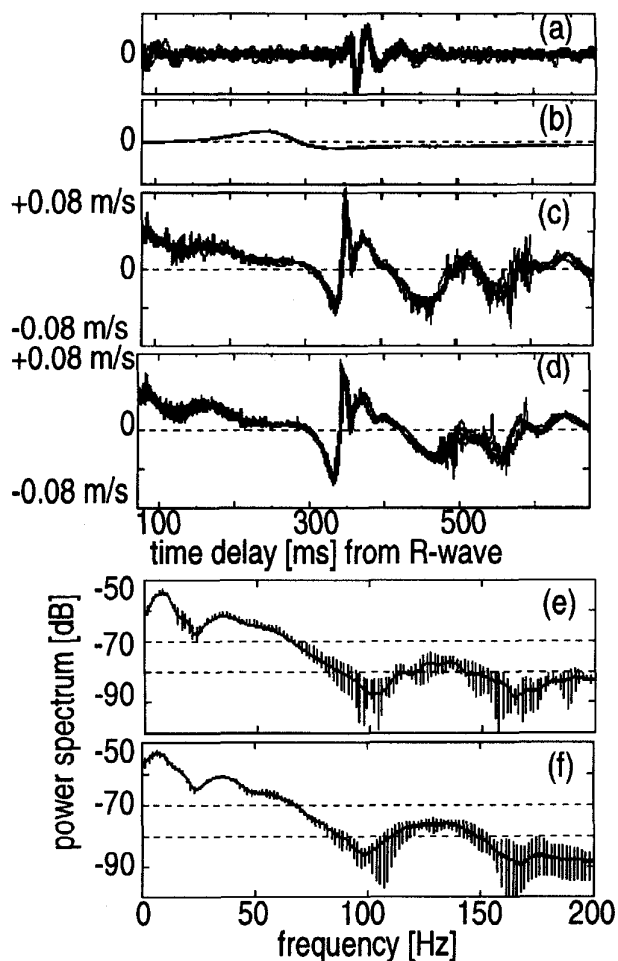 (a)
0
(b)
0
+0.08 m/s
(c)
0
-0.08 m/s
+0.08 m/s
(d)
0
-0.08 m/s
100 300 500
time delay [ms] from R-wave
-50
(e)
-70
-90
-50
(f)
-70
-90
power spectrum [dB]
0 50 100 150 200
frequency [Hz]